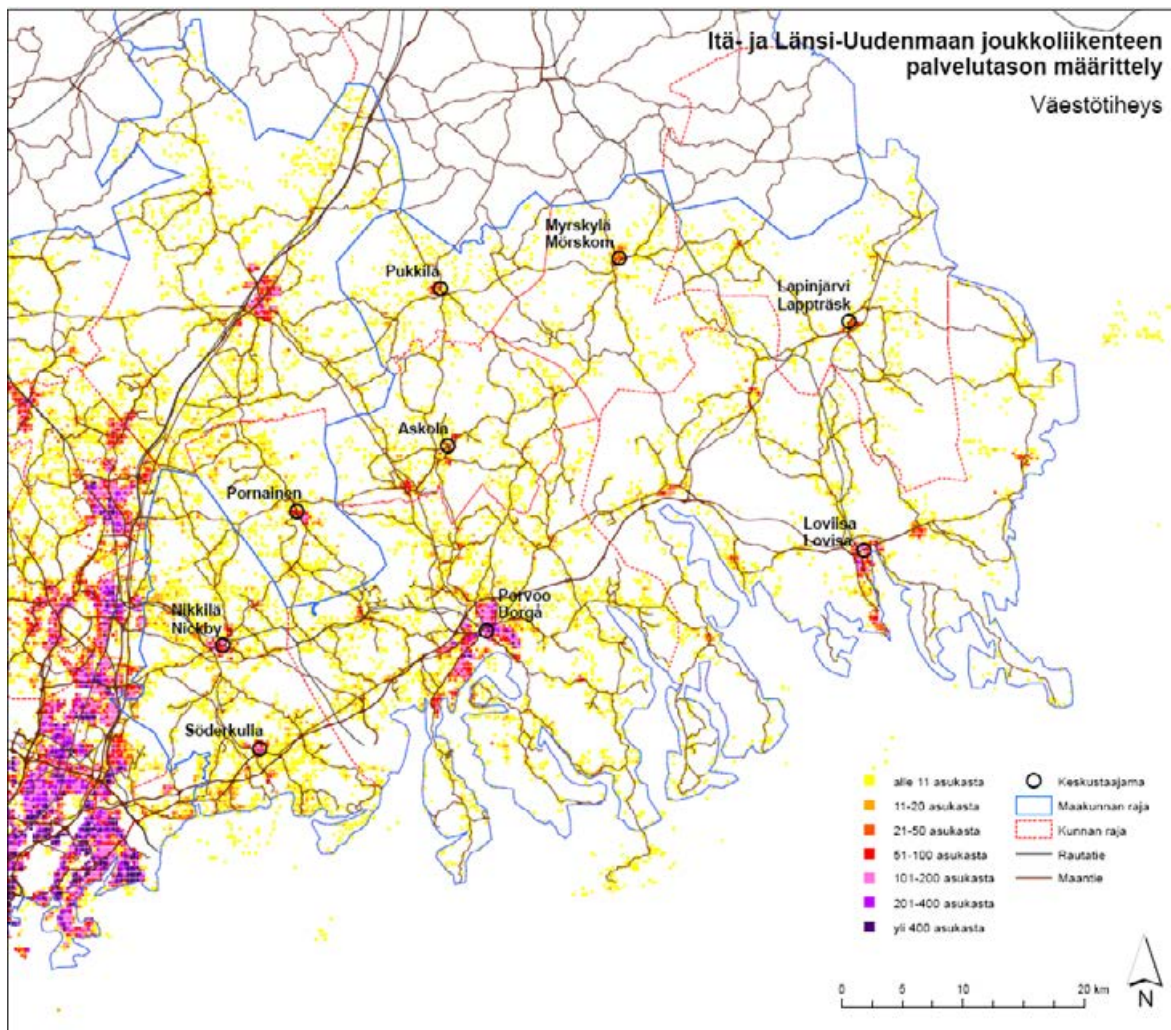 Itä- ja Länsi-Uudenmaan joukkoliikenteen
palvelutason määrittely
Väestötiheys
Myrskylä
Mörskom
Pukkila
Lapinjärvi
Lappträsk
Askola
Pornainen
Loviisa
Lovisa
Porvoo
Borgå
Nikkilä
Nickby
Söderkulla
alle 11 asukasta
11-20 asukasta
21-50 asukasta
51-100 asukasta
101-200 asukasta
201-400 asukasta
yli 400 asukasta
Keskustaajama
Maakunnan raja
Kunnan raja
Rautatie
Maantie
0 5 10 20 km
N